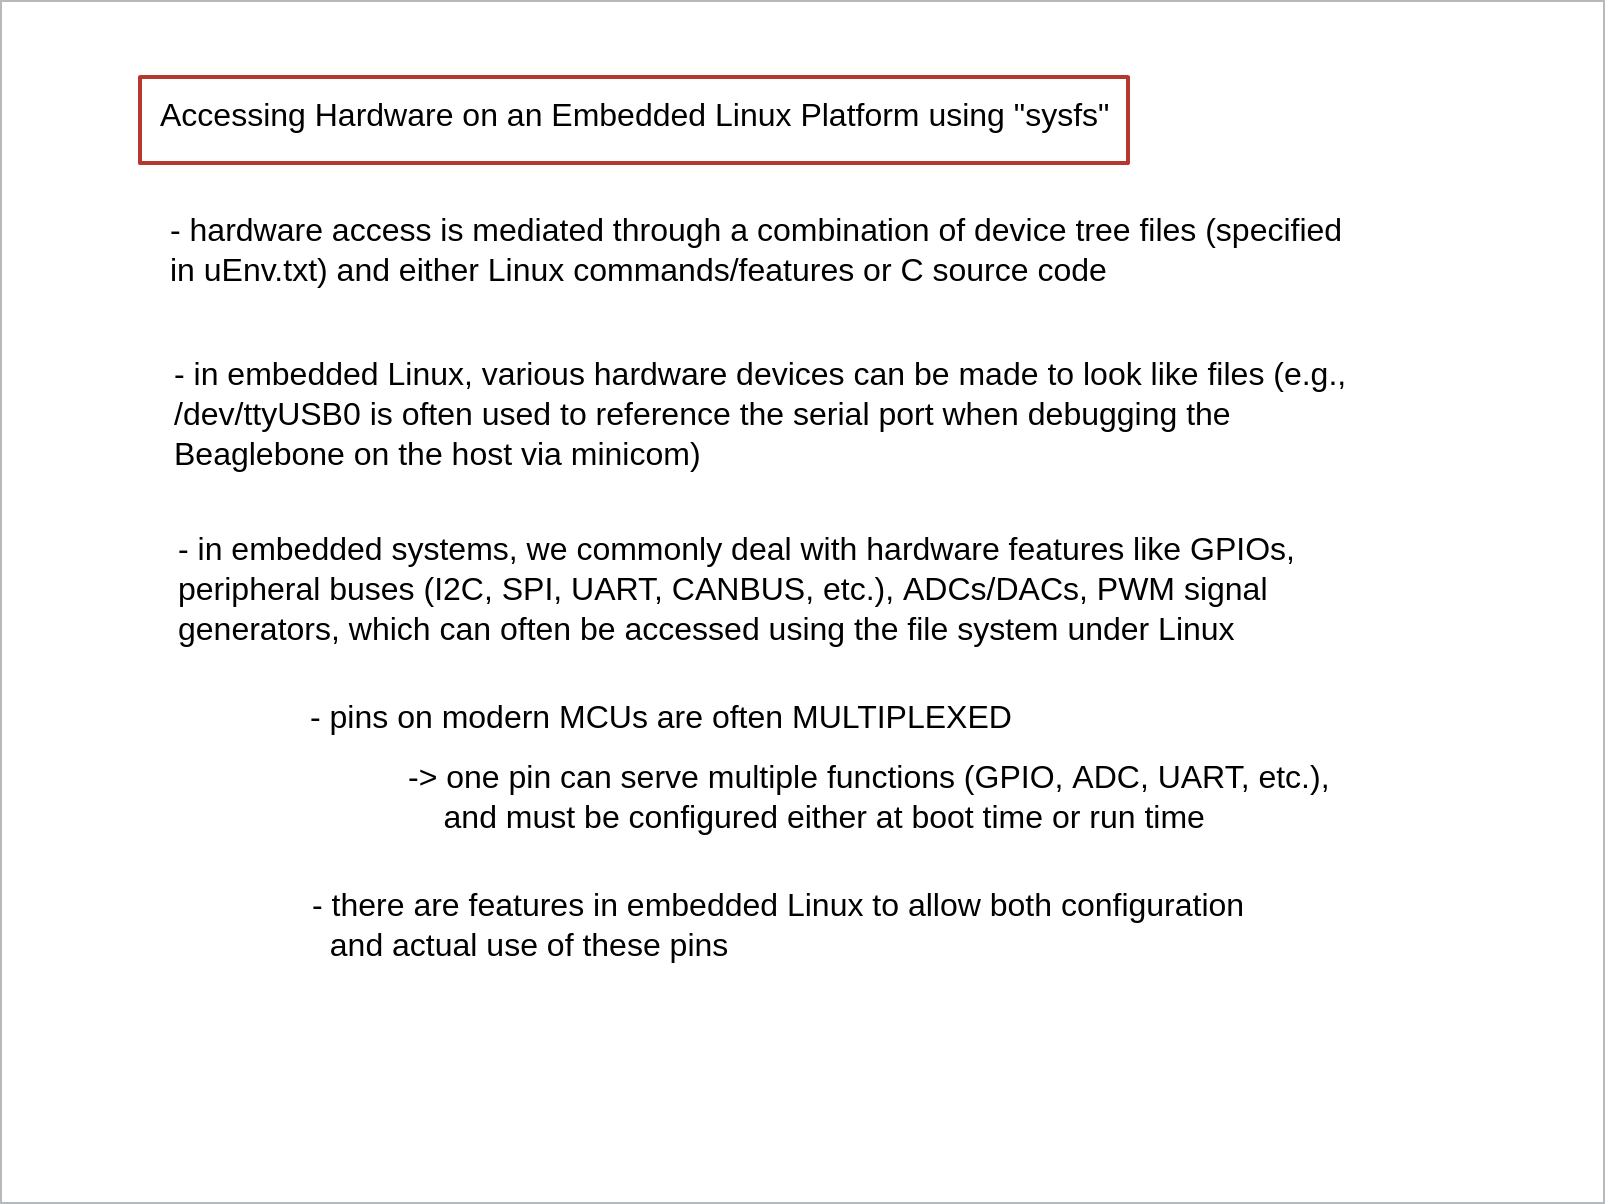 Accessing Hardware on an Embedded Linux Platform using "sysfs"
- hardware access is mediated through a combination of device tree files (specified
in uEnv.txt) and either Linux commands/features or C source code
- in embedded Linux, various hardware devices can be made to look like files (e.g.,
/dev/ttyUSB0 is often used to reference the serial port when debugging the
Beaglebone on the host via minicom)
- in embedded systems, we commonly deal with hardware features like GPIOs,
peripheral buses (I2C, SPI, UART, CANBUS, etc.), ADCs/DACs, PWM signal
generators, which can often be accessed using the file system under Linux
- pins on modern MCUs are often MULTIPLEXED
-> one pin can serve multiple functions (GPIO, ADC, UART, etc.),
and must be configured either at boot time or run time
- there are features in embedded Linux to allow both configuration
and actual use of these pins